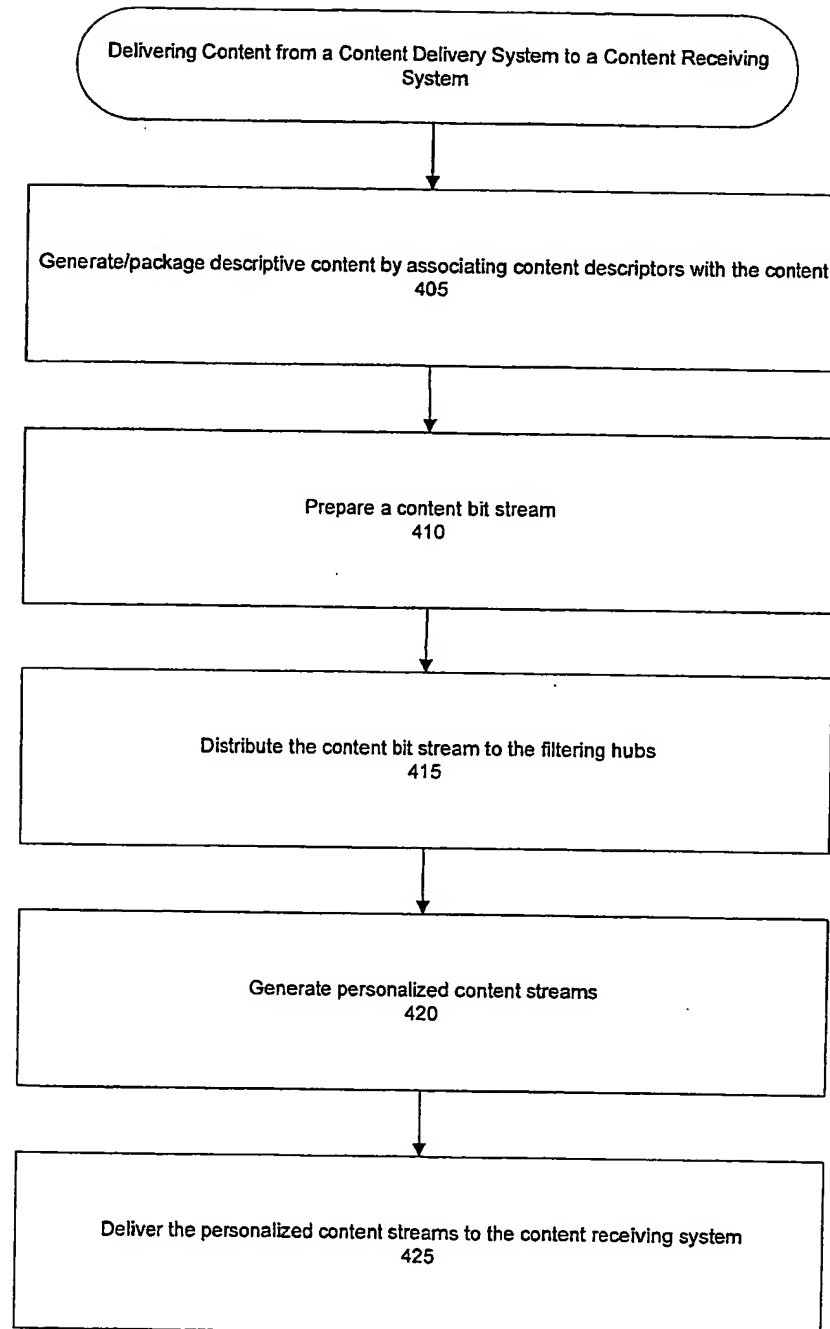 Delivering Content from a Content Delivery System to a Content Receiving
System
Generate/package descriptive content by associating content descriptors with the content
405
Prepare a content bit stream
410
Distribute the content bit stream to the filtering hubs
415
Generate personalized content streams
420
Deliver the personalized content streams to the content receiving system
425